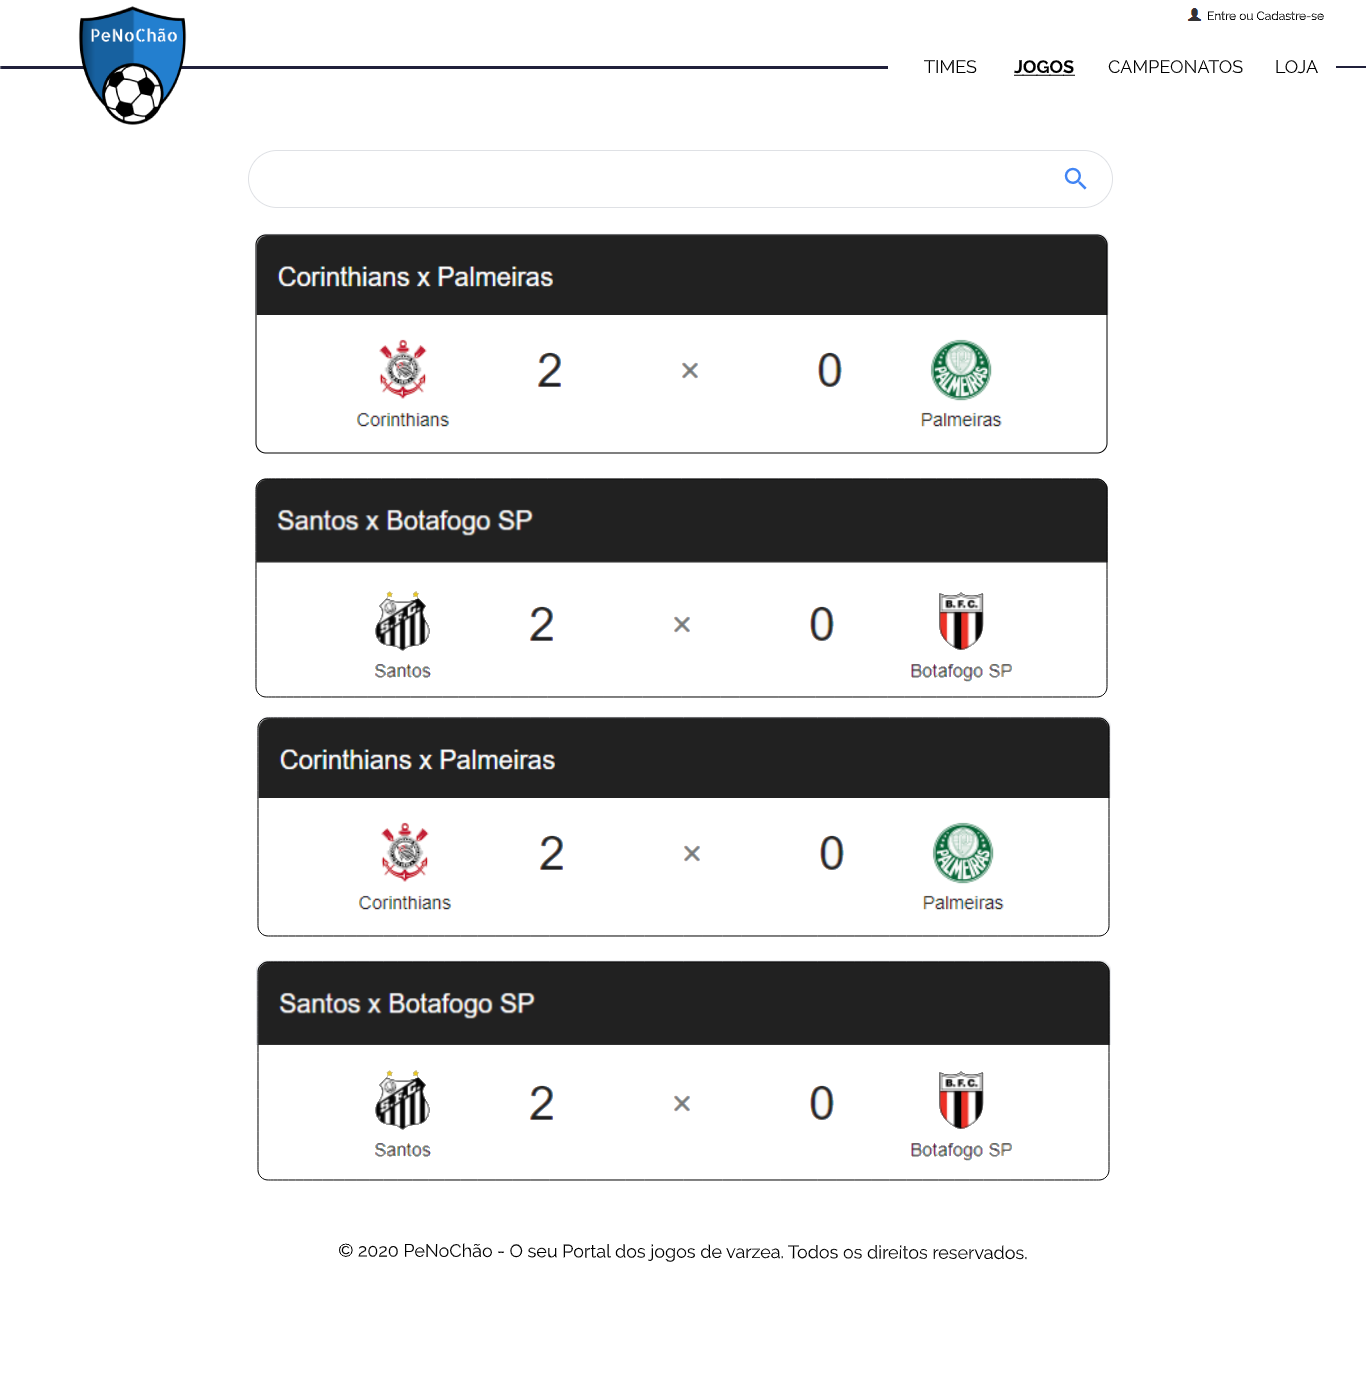 PeNoChão
Entre ou Cadastre-se
TIMES JOGOS CAMPEONATOS LOJA
Corinthians x Palmeiras
2 × 0
Corinthians Palmeiras
Santos x Botafogo SP
B. F. C.
2 × 0
Santos Botafogo SP
Corinthians x Palmeiras
2 × 0
Corinthians Palmeiras
Santos x Botafogo SP
B. F. C.
2 × 0
Santos Botafogo SP
© 2020 PeNoChão - O seu Portal dos jogos de varzea. Todos os direitos reservados.